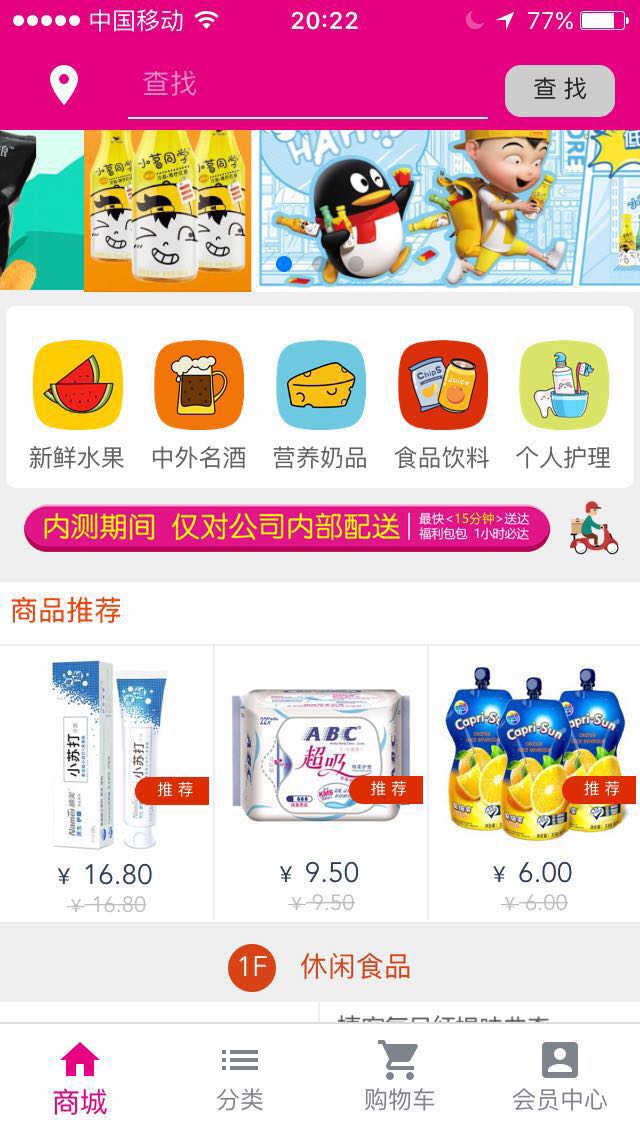 中国移动
20:22
77%
查找
查 找
小茗同学
小茗同学
小茗同学
HAHA!
新鲜水果
中外名酒
营养奶品
食品饮料
个人护理
ChipS
juice
内测期间 仅对公司内部配送
最快<15分钟>送达
福利包包 1小时必达
商品推荐
小苏打
推 荐
ABC
超吸
KMS
推 荐
Capri-Sun
Capri-Sun
Capri-Sun
推 荐
¥ 16.80
¥ 16.80
¥ 9.50
¥ 9.50
¥ 6.00
¥ 6.00
1F
休闲食品
商城
分类
购物车
会员中心